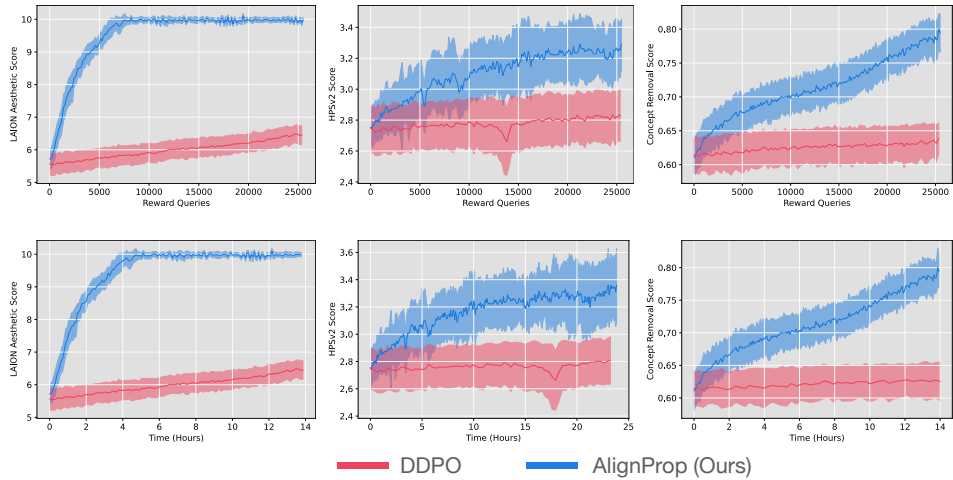 LAION Aesthetic Score
10
9
8
7
6
5
0 5000 10000 15000 20000 25000
Reward Queries
HPSv2 Score
3.4
3.2
3.0
2.8
2.6
2,4
0 5000 10000 15000 20000 25000
Reward Queries
Concept Removal Score
0,80
0.75
0.70
0.65
0.60
0 5000 10000 15000 20000 25000
Reward Queries
LAION Aesthetic Score
10
9
8
7
6
5
0 2 4 6 8 10 12 14
Time (Hours)
HPSv2 Score
3.6
3.4
3.2
3.0
2.8
2.6
2.4
0 5 10 15 20 25
Time (Hours)
Concept Removal Score
0,80
0.75
0.70
0.65
0,60
0 2 4 6 8 10 12 14
Time (Hours)
DDPO AlignProp (Ours)